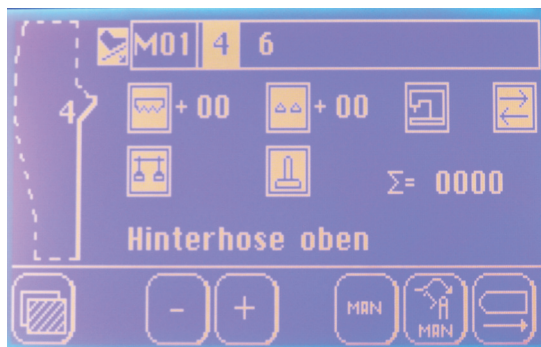 M01 4 6
4 + 00 + 00
Σ= 0000
Hinterhose oben
- + MAN A MAN